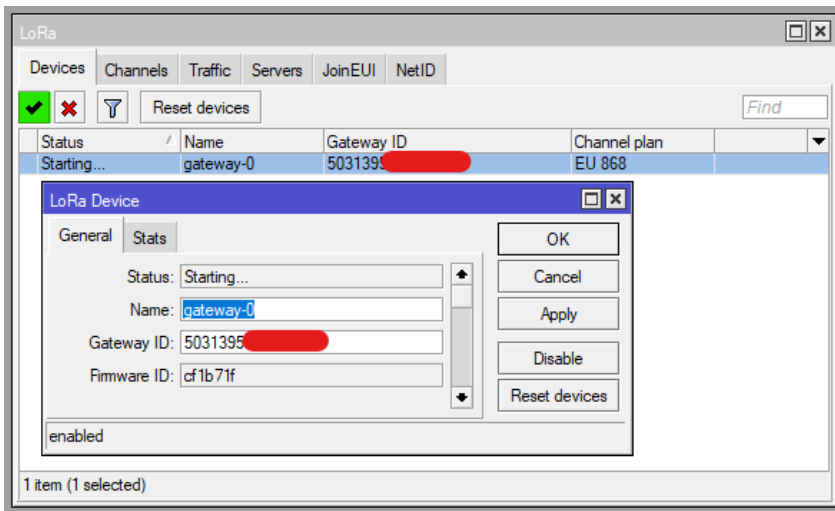 LoRa
Devices Channels Traffic Servers JoinEUI NetID
Reset devices Find
Status Name Gateway ID Channel plan
Starting... gateway-0 5031395 EU 868
LoRa Device
General Stats
OK
Status: Starting...
Cancel
Name: gateway-0
Apply
Gateway ID: 5031395
Disable
Firmware ID: cf1b71f
Reset devices
enabled
1 item (1 selected)